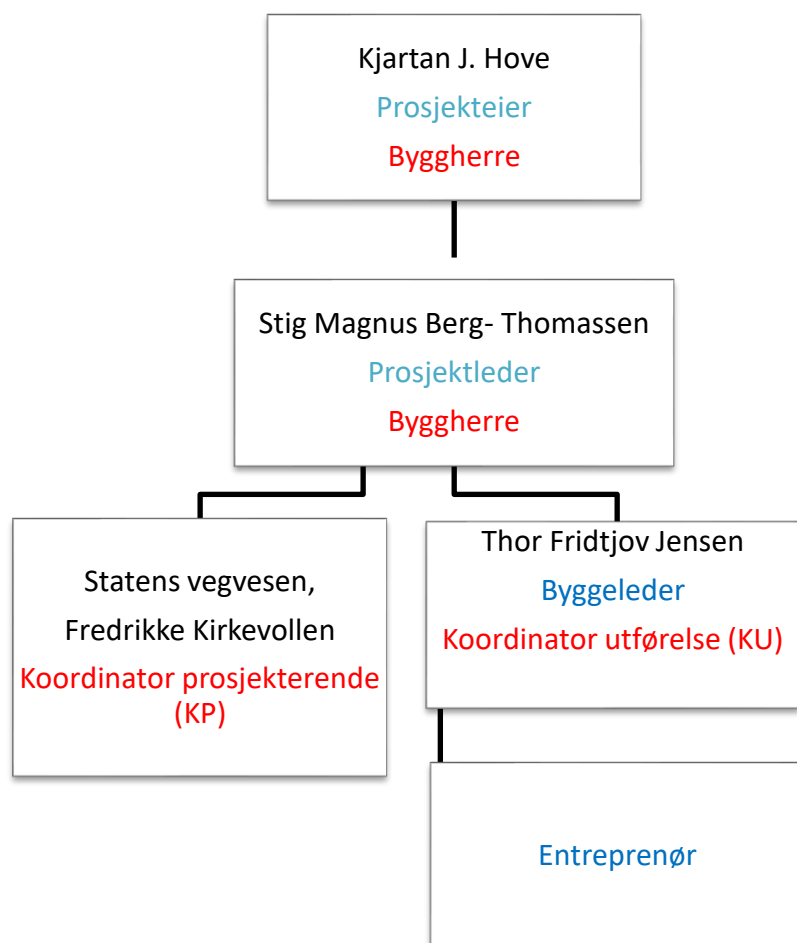 Kjartan J. Hove
Prosjekteier
Byggherre
Stig Magnus Berg- Thomassen
Prosjektleder
Byggherre
Statens vegvesen,
Fredrikke Kirkevollen
Koordinator prosjekterende
(KP)
Thor Fridtjov Jensen
Byggeleder
Koordinator utførelse (KU)
Entreprenør